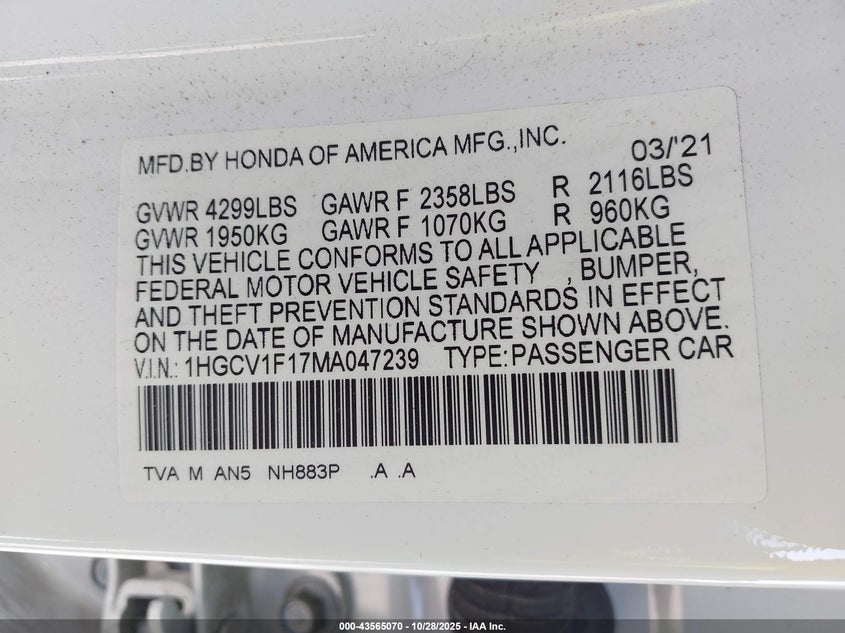 MFD.BY HONDA OF AMERICA MFG.,INC. 03/'21
GVWR 4299LBS GAWR F 2358LBS R 2116LBS
GVWR 1950KG GAWR F 1070KG R 960KG
THIS VEHICLE CONFORMS TO ALL APPLICABLE
FEDERAL MOTOR VEHICLE SAFETY , BUMPER,
AND THEFT PREVENTION STANDARDS IN EFFECT
ON THE DATE OF MANUFACTURE SHOWN ABOVE.
V.I.N.: 1HGCV1F17MA047239 TYPE:PASSENGER CAR
TVA M AN5 NH883P .A .A
000-43565070 | 10/28/2025 - IAA Inc.